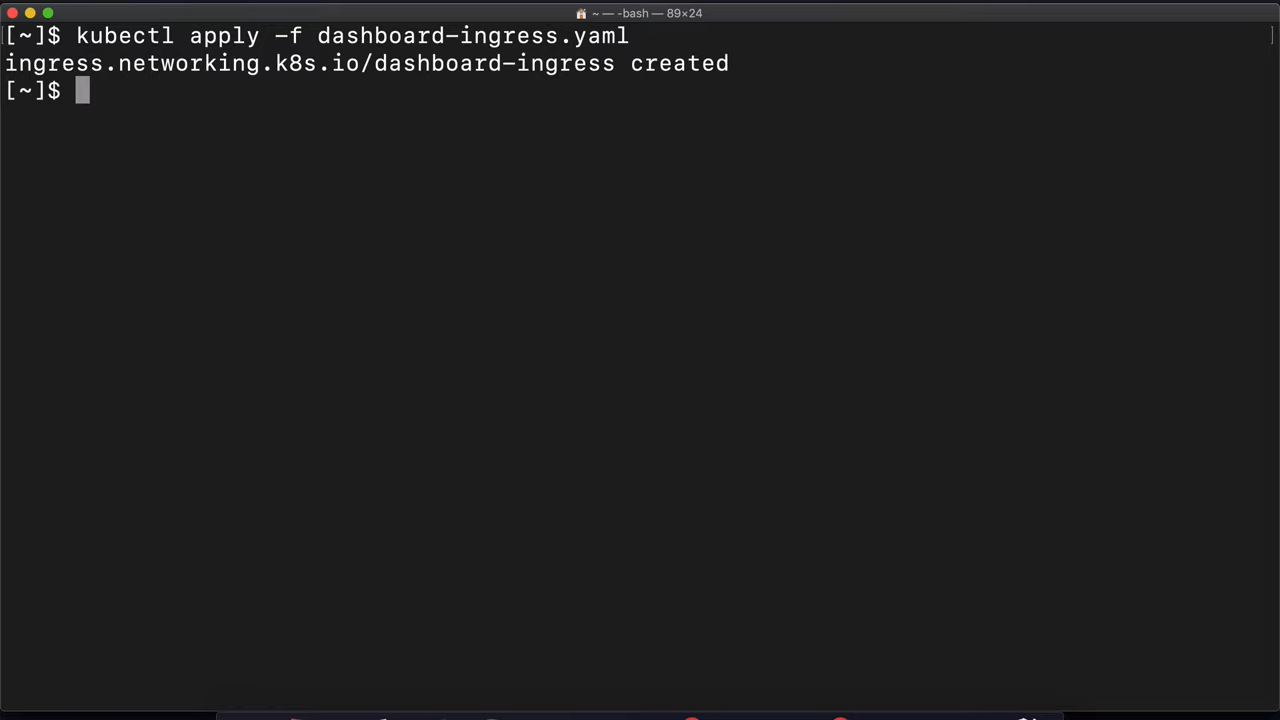 ~ — -bash — 89×24
[~]$ kubectl apply -f dashboard-ingress.yaml
ingress.networking.k8s.io/dashboard-ingress created
[~]$